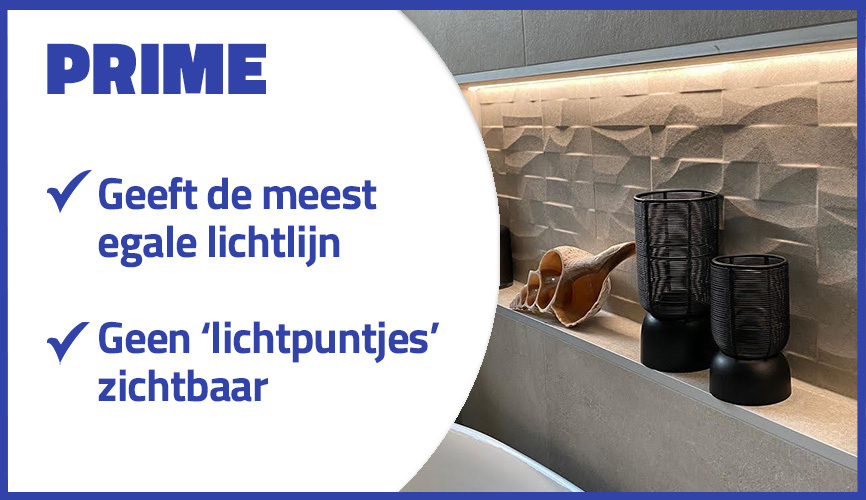 PRIME
Geeft de meest
egale lichtlijn
Geen ‘lichtpuntjes’
zichtbaar